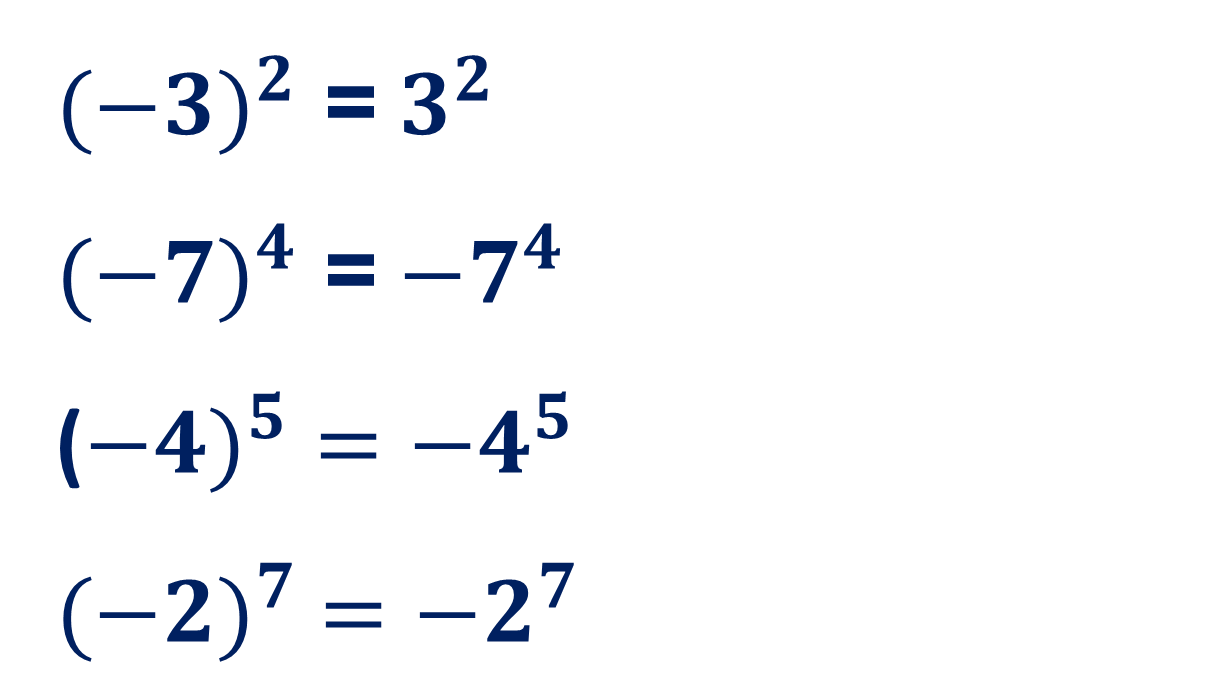 (−3)² = 3²
(−7)⁴ = −7⁴
(−4)⁵ = −4⁵
(−2)⁷ = −2⁷